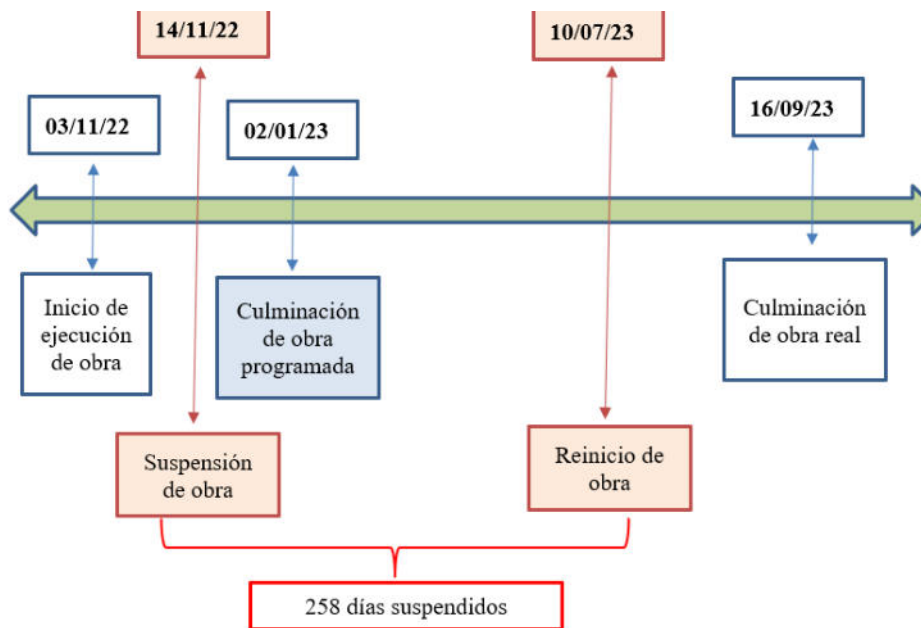 14/11/22
10/07/23
03/11/22
02/01/23
16/09/23
Inicio de
ejecución
de obra
Culminación
de obra
programada
Culminación
de obra real
Suspensión
de obra
Reinicio de
obra
258 días suspendidos